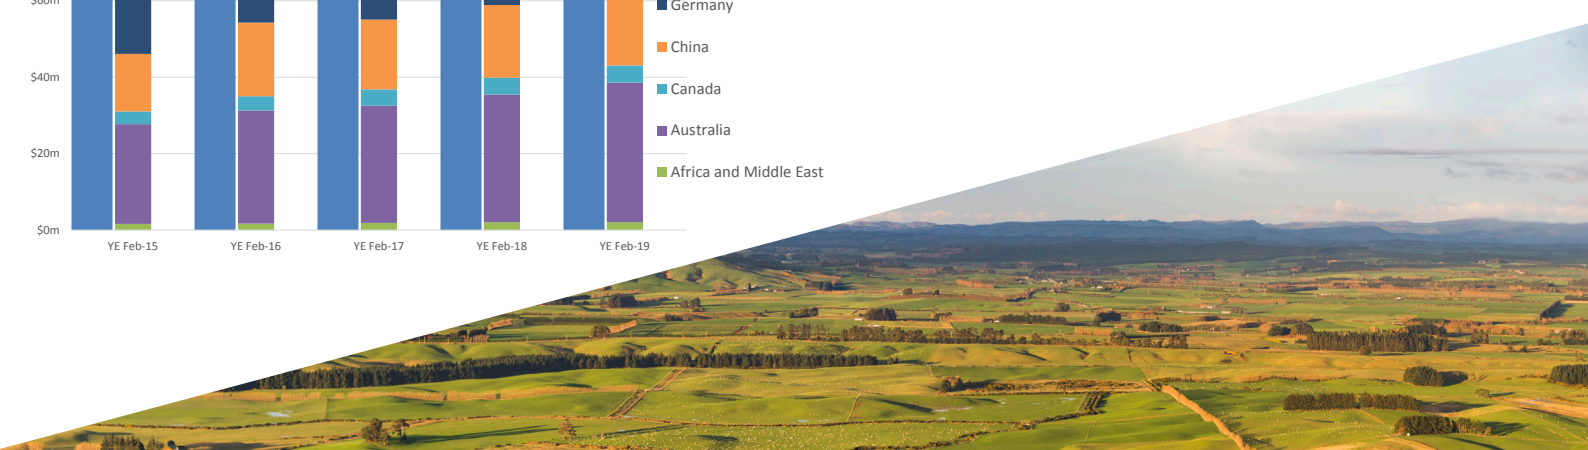 $60m
Germany
China
$40m
Canada
Australia
$20m
Africa and Middle East
$0m
YE Feb-15
YE Feb-16
YE Feb-17
YE Feb-18
YE Feb-19